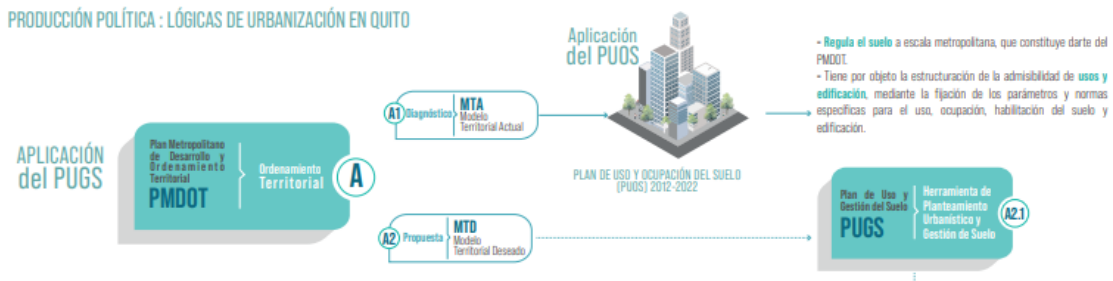 PRODUCCIÓN POLÍTICA : LÓGICAS DE URBANIZACIÓN EN QUITO
APLICACIÓN
del PUGS
Plan Metropolitano
de Desarrollo y
Ordenamiento
Territorial
PMDOT
Ordenamiento
Territorial
A
A1
Diagnóstico
MTA
Modelo
Territorial Actual
Aplicación
del PUOS
PLAN DE USO Y OCUPACIÓN DEL SUELO
(PUOS) 2012-2022
- Regula el suelo a escala metropolitana, que constituye darte del
PMDOT.
- Tiene por objeto la estructuración de la admisibilidad de usos y
edificación, mediante la fijación de los parámetros y normas
específicas para el uso, ocupación, habilitación del suelo y
edificación.
A2
Propuesta
MTD
Modelo
Territorial Deseado
Plan de Uso y
Gestión del Suelo
PUGS
Herramienta de
Planteamiento
Urbanístico y
Gestión de Suelo
A2.1